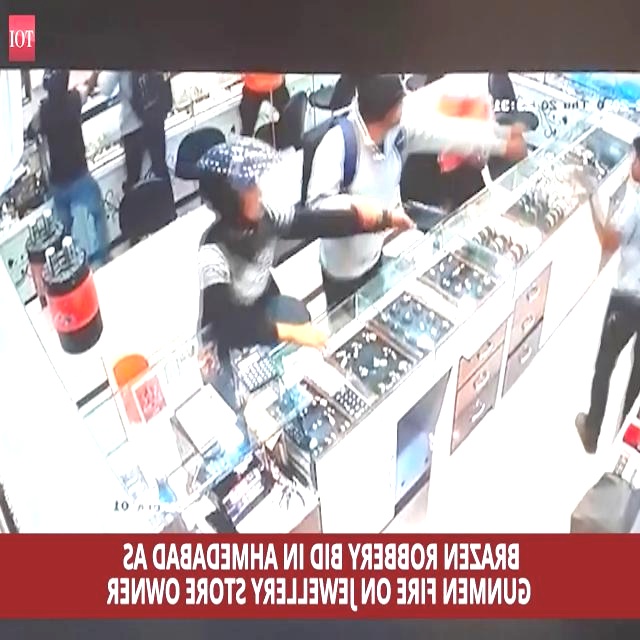 TOI
BRAZEN ROBBERY BID IN AHMEDABAD AS
GUNMEN FIRE ON JEWELLERY STORE OWNER